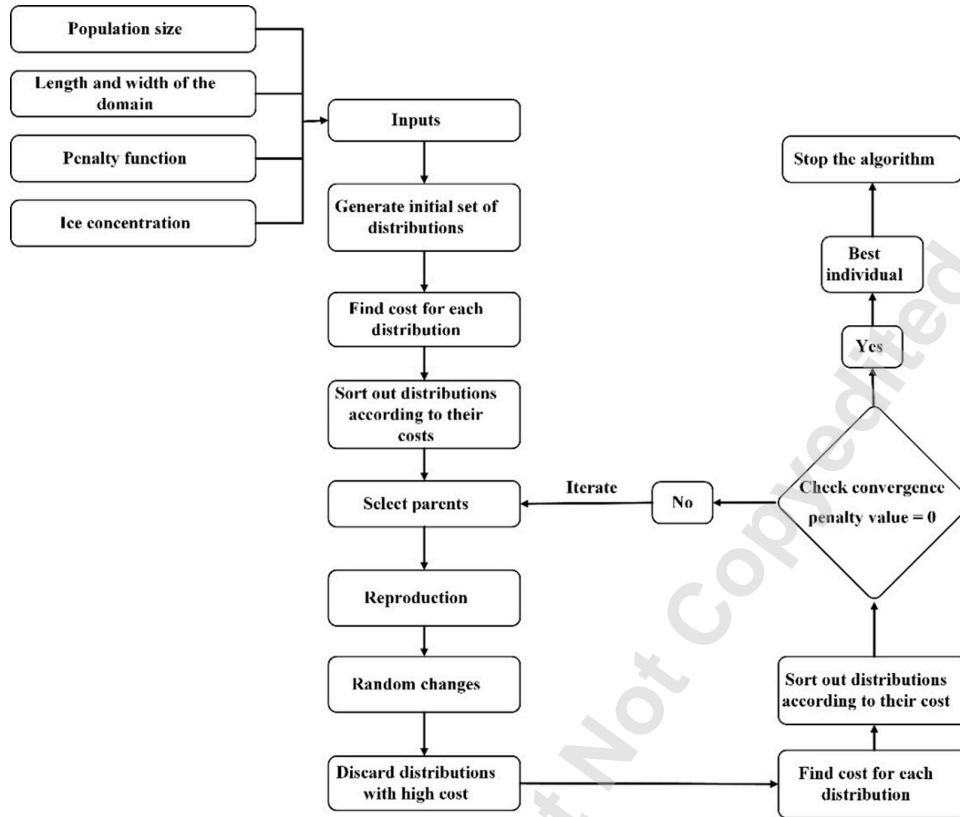 Population size
Length and width of the
domain
Penalty function
Ice concentration
Inputs
Generate initial set of
distributions
Find cost for each
distribution
Sort out distributions
according to their
costs
Select parents
Reproduction
Random changes
Discard distributions
with high cost
Find cost for each
distribution
Sort out distributions
according to their cost
Check convergence
penalty value = 0
No
Iterate
Yes
Best
individual
Stop the algorithm
Not Copyedited